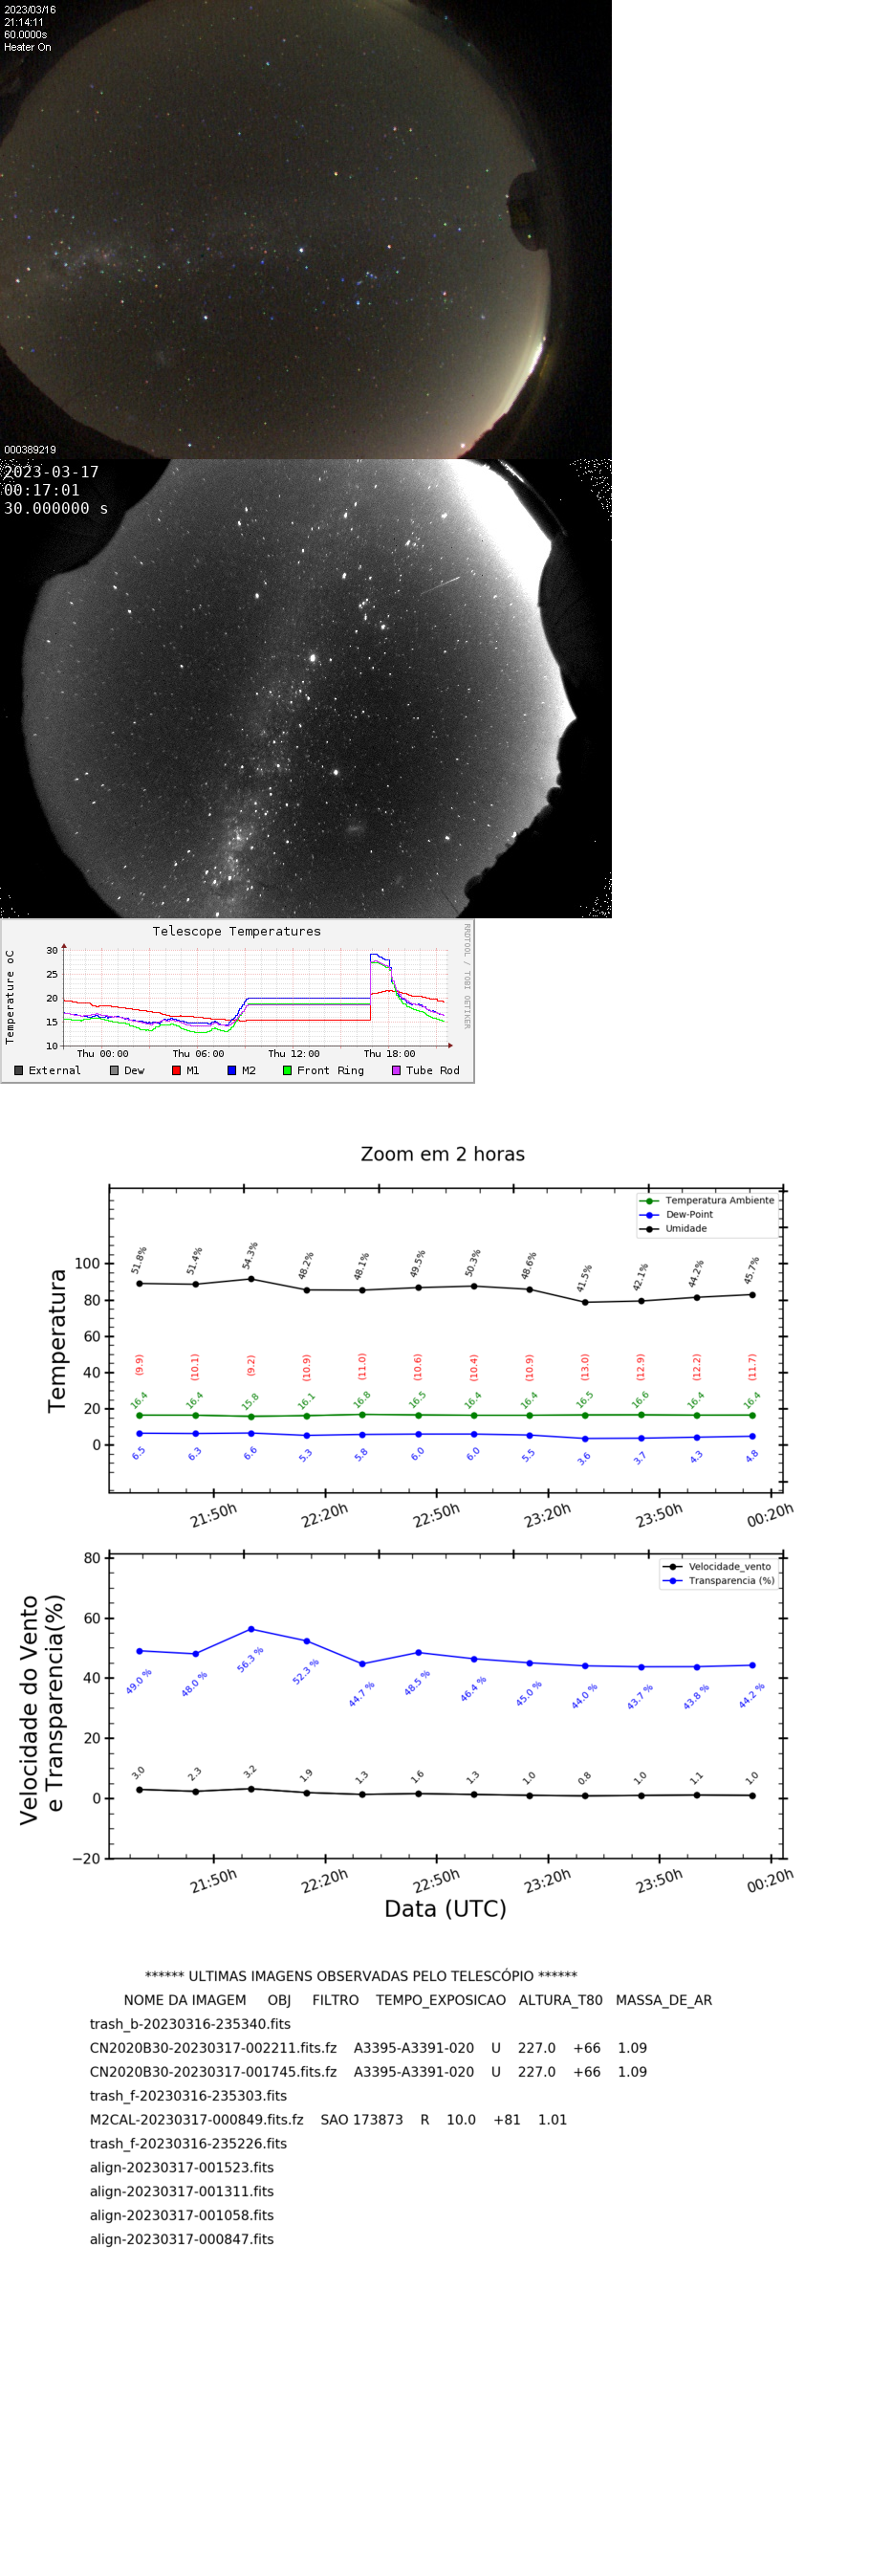 2023/03/16
21:14:11
60.0000s
Heater On
000389219
2023-03-17
00:17:01
30.000000 s
Telescope Temperatures
RRDTOOL / TOBI OETIKER
Temperature oC
30
25
20
15
10
Thu 00:00 Thu 06:00 Thu 12:00 Thu 18:00
External Dew M1 M2 Front Ring Tube Rod
Zoom em 2 horas
Temperatura Ambiente
Dew-Point
Umidade
Temperatura
100
80
60
40
20
0
51.8% 51.4% 54.3% 48.2% 48.1% 49.5% 50.3% 48.6% 41.5% 42.1% 44.2% 45.7%
(9.9) (10.1) (9.2) (10.9) (11.0) (10.6) (10.4) (10.9) (13.0) (12.9) (12.2) (11.7)
16.4 16.4 15.8 16.1 16.8 16.5 16.4 16.4 16.5 16.6 16.4 16.4
6.5 6.3 6.6 5.3 5.8 6.0 6.0 5.5 3.6 3.7 4.3 4.8
21:50h 22:20h 22:50h 23:20h 23:50h 00:20h
Velocidade_vento
Transparencia (%)
Velocidade do Vento
e Transparencia(%)
80
60
40
20
0
−20
49.0 % 48.0 % 56.3 % 52.3 % 44.7 % 48.5 % 46.4 % 45.0 % 44.0 % 43.7 % 43.8 % 44.2 %
3.0 2.3 3.2 1.9 1.3 1.6 1.3 1.0 0.8 1.0 1.1 1.0
21:50h 22:20h 22:50h 23:20h 23:50h 00:20h
Data (UTC)
****** ULTIMAS IMAGENS OBSERVADAS PELO TELESCÓPIO ******
NOME DA IMAGEM OBJ FILTRO TEMPO_EXPOSICAO ALTURA_T80 MASSA_DE_AR
trash_b-20230316-235340.fits
CN2020B30-20230317-002211.fits.fz A3395-A3391-020 U 227.0 +66 1.09
CN2020B30-20230317-001745.fits.fz A3395-A3391-020 U 227.0 +66 1.09
trash_f-20230316-235303.fits
M2CAL-20230317-000849.fits.fz SAO 173873 R 10.0 +81 1.01
trash_f-20230316-235226.fits
align-20230317-001523.fits
align-20230317-001311.fits
align-20230317-001058.fits
align-20230317-000847.fits